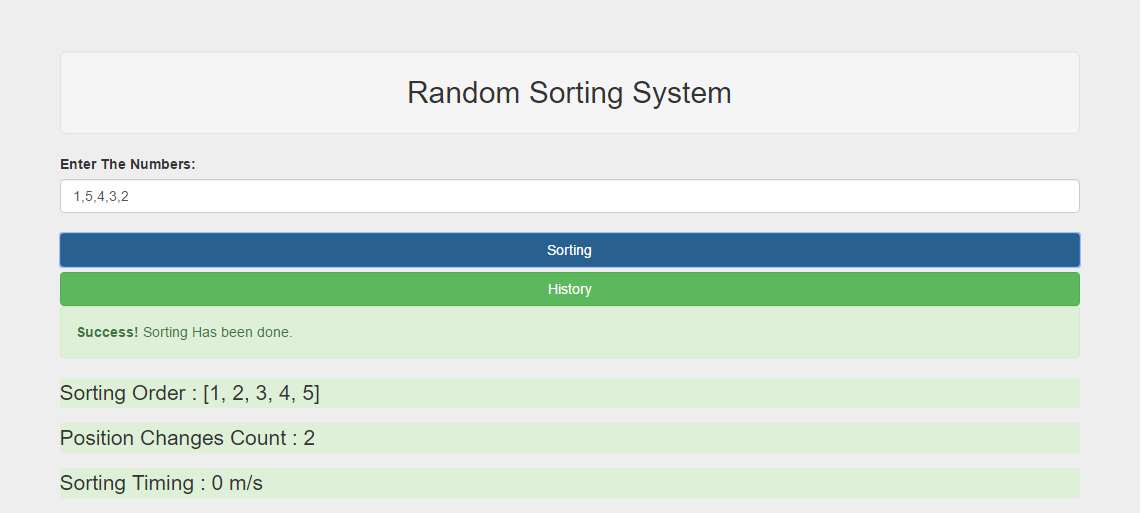 Random Sorting System
Enter The Numbers:
1,5,4,3,2
Sorting
History
Success! Sorting Has been done.
Sorting Order : [1, 2, 3, 4, 5]
Position Changes Count : 2
Sorting Timing : 0 m/s